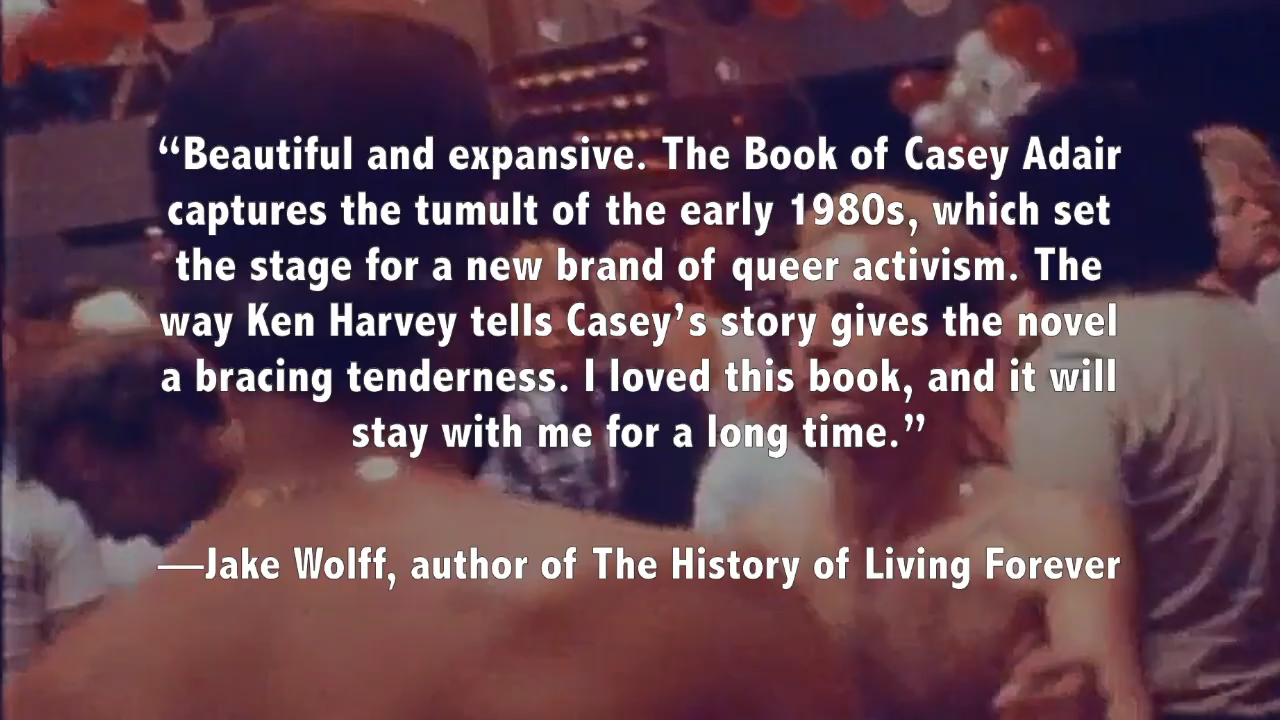 “Beautiful and expansive. The Book of Casey Adair
captures the tumult of the early 1980s, which set
the stage for a new brand of queer activism. The
way Ken Harvey tells Casey’s story gives the novel
a bracing tenderness. I loved this book, and it will
stay with me for a long time.”
—Jake Wolff, author of The History of Living Forever